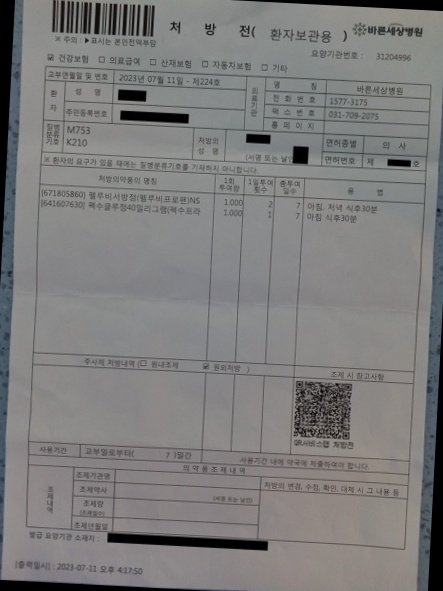 처 방 전( 환자보관용 )
바른세상병원
※ 주의 : ▶표시는 본인전액부담
요양기관번호 : 31204996
☑ 건강보험 ☐ 의료급여 ☐ 산재보험 ☐ 자동차보험 ☐ 기타
교부연월일 및 번호 2023년 07월 11일 - 제224호
의료기관
명 칭 바른세상병원
전 화 번 호 1577-3175
팩 스 번 호 031-709-2075
홈 페 이 지
환자
성 명
주민등록번호
질병분류기호
M753
K210
처방의 성 명
(서명 또는 날인)
면허종별 의 사
면허번호 제 호
※ 환자의 요구가 있을 때에는 질병분류기호를 기재하지 아니합니다.
처방의약품의 명칭 1회투여량 1일투여횟수 총투여일수 용 법
[671805860] 펠루비서방정(펠루비프로펜)NS 1.000 2 7 아침, 저녁 식후30분
[641607630] 펙수클루정40밀리그램(펙수프라 1.000 1 7 아침 식후30분
주사제 처방내역 (☐ 원내조제 ☑ 원외처방 ) 조제 시 참고사항
QR서비스앱 처방전
사용기간 교부일로부터( 7 )일간 사용기간 내에 약국에 제출하여야 합니다.
의 약 품 조 제 내 역
조제내역
조제기관명
처방의 변경, 수정, 확인, 대체 시 그 내용 등
조제약사 (서명 또는 날인)
조제량
(조제일수)
조제년월일
발급 요양기관 소재지 :
[출력일시] : 2023-07-11 오후 4:17:50